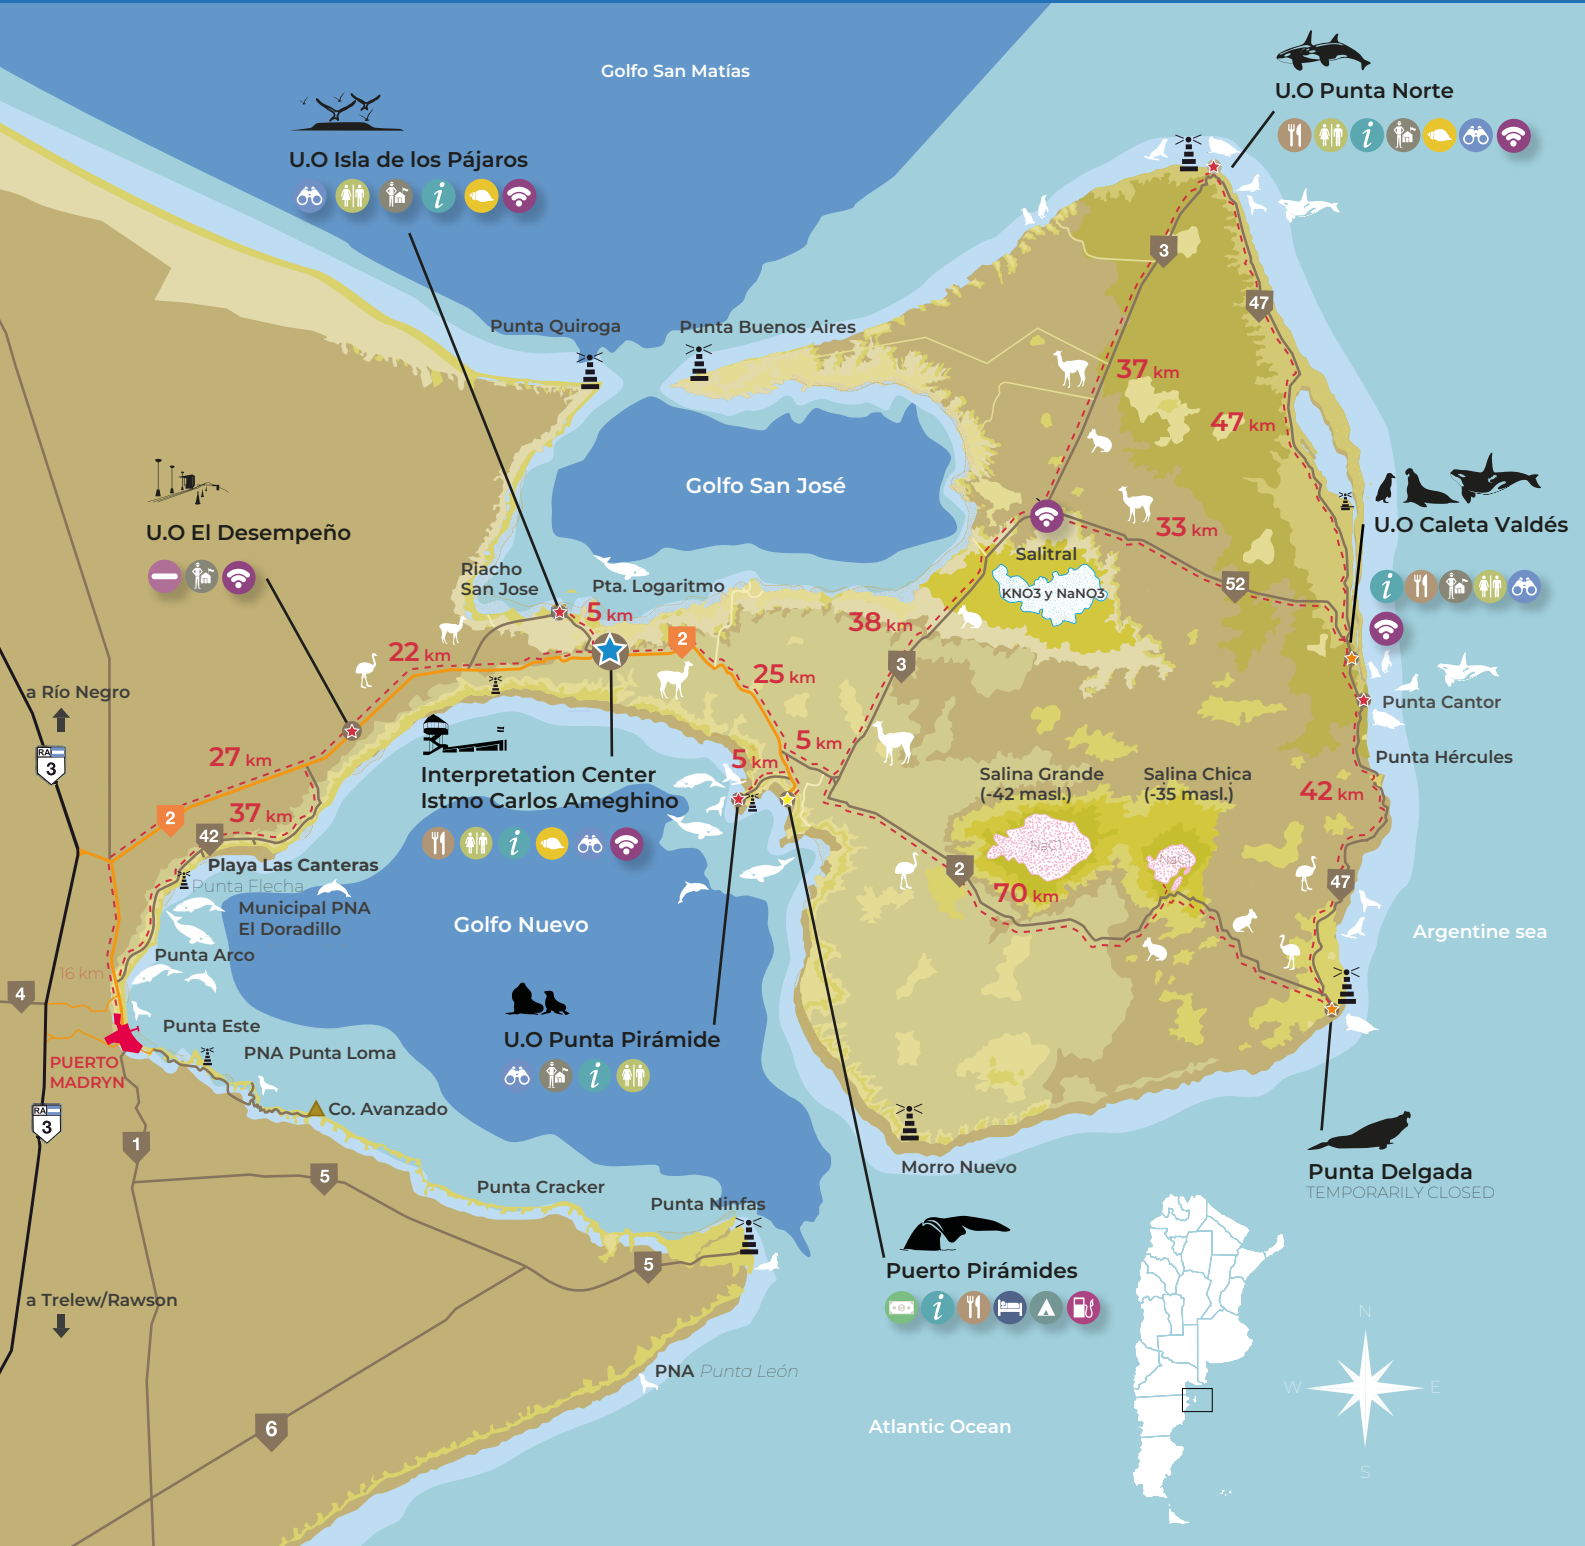 Golfo San Matías
U.O Punta Norte
U.O Isla de los Pájaros
i
i
3
47
Punta Quiroga
Punta Buenos Aires
37 km
47 km
Golfo San José
U.O El Desempeño
U.O Caleta Valdés
i
33 km
Salitral
KNO3 y NaNO3
52
Riacho
San Jose
Pta. Logaritmo
5 km
38 km
2
22 km
3
25 km
a Río Negro
Punta Cantor
RA
3
27 km
5 km
5 km
Punta Hércules
Interpretation Center
Istmo Carlos Ameghino
i
Salina Grande
(-42 masl.)
Salina Chica
(-35 masl.)
42 km
2
37 km
42
NaCl
NaCl
Playa Las Canteras
Punta Flecha
2
70 km
47
Municipal PNA
El Doradillo
Golfo Nuevo
Argentine sea
Punta Arco
16 km
4
Punta Este
U.O Punta Pirámide
i
PNA Punta Loma
PUERTO
MADRYN
Co. Avanzado
RA
3
1
5
Morro Nuevo
Punta Delgada
TEMPORARILY CLOSED
Punta Cracker
Punta Ninfas
5
Puerto Pirámides
i
a Trelew/Rawson
N
W
E
S
PNA Punta León
6
Atlantic Ocean